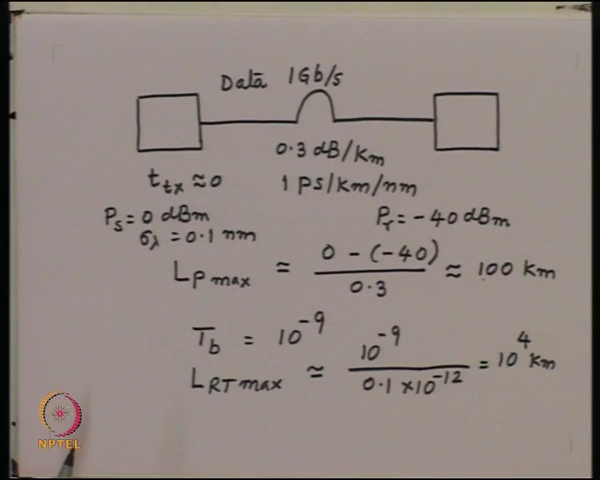 Data 1Gb/s
0.3 dB/Km
t_tx ≈ 0 1 PS/Km/nm
P_S = 0 dBm P_r = -40 dBm
σ_λ = 0.1 nm
L_P max ≈ 0 - (-40) / 0.3 ≈ 100 Km
T_b = 10^-9
L_RT max ≈ 10^-9 / 0.1 × 10^-12 = 10^4 Km
NPTEL